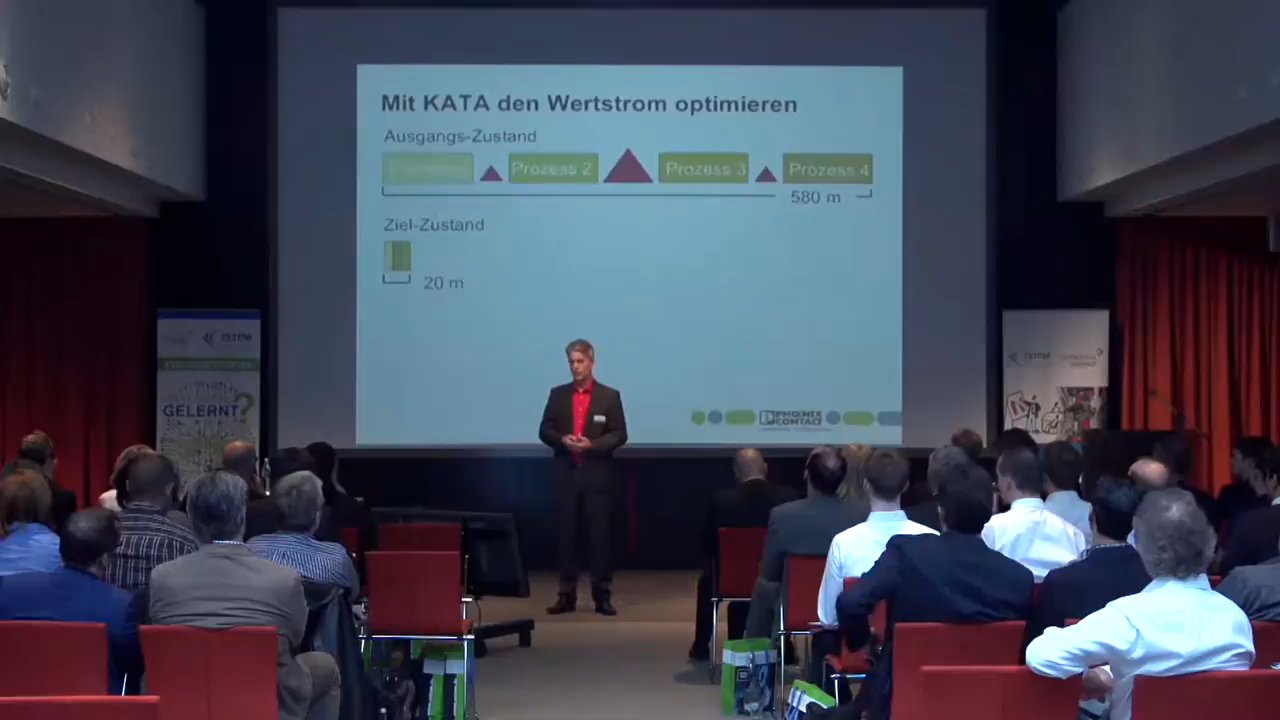 Mit KATA den Wertstrom optimieren
Ausgangs-Zustand
Prozess 2
Prozess 3
Prozess 4
580 m
Ziel-Zustand
20 m
PHOENIX
CONTACT
GELERNT?